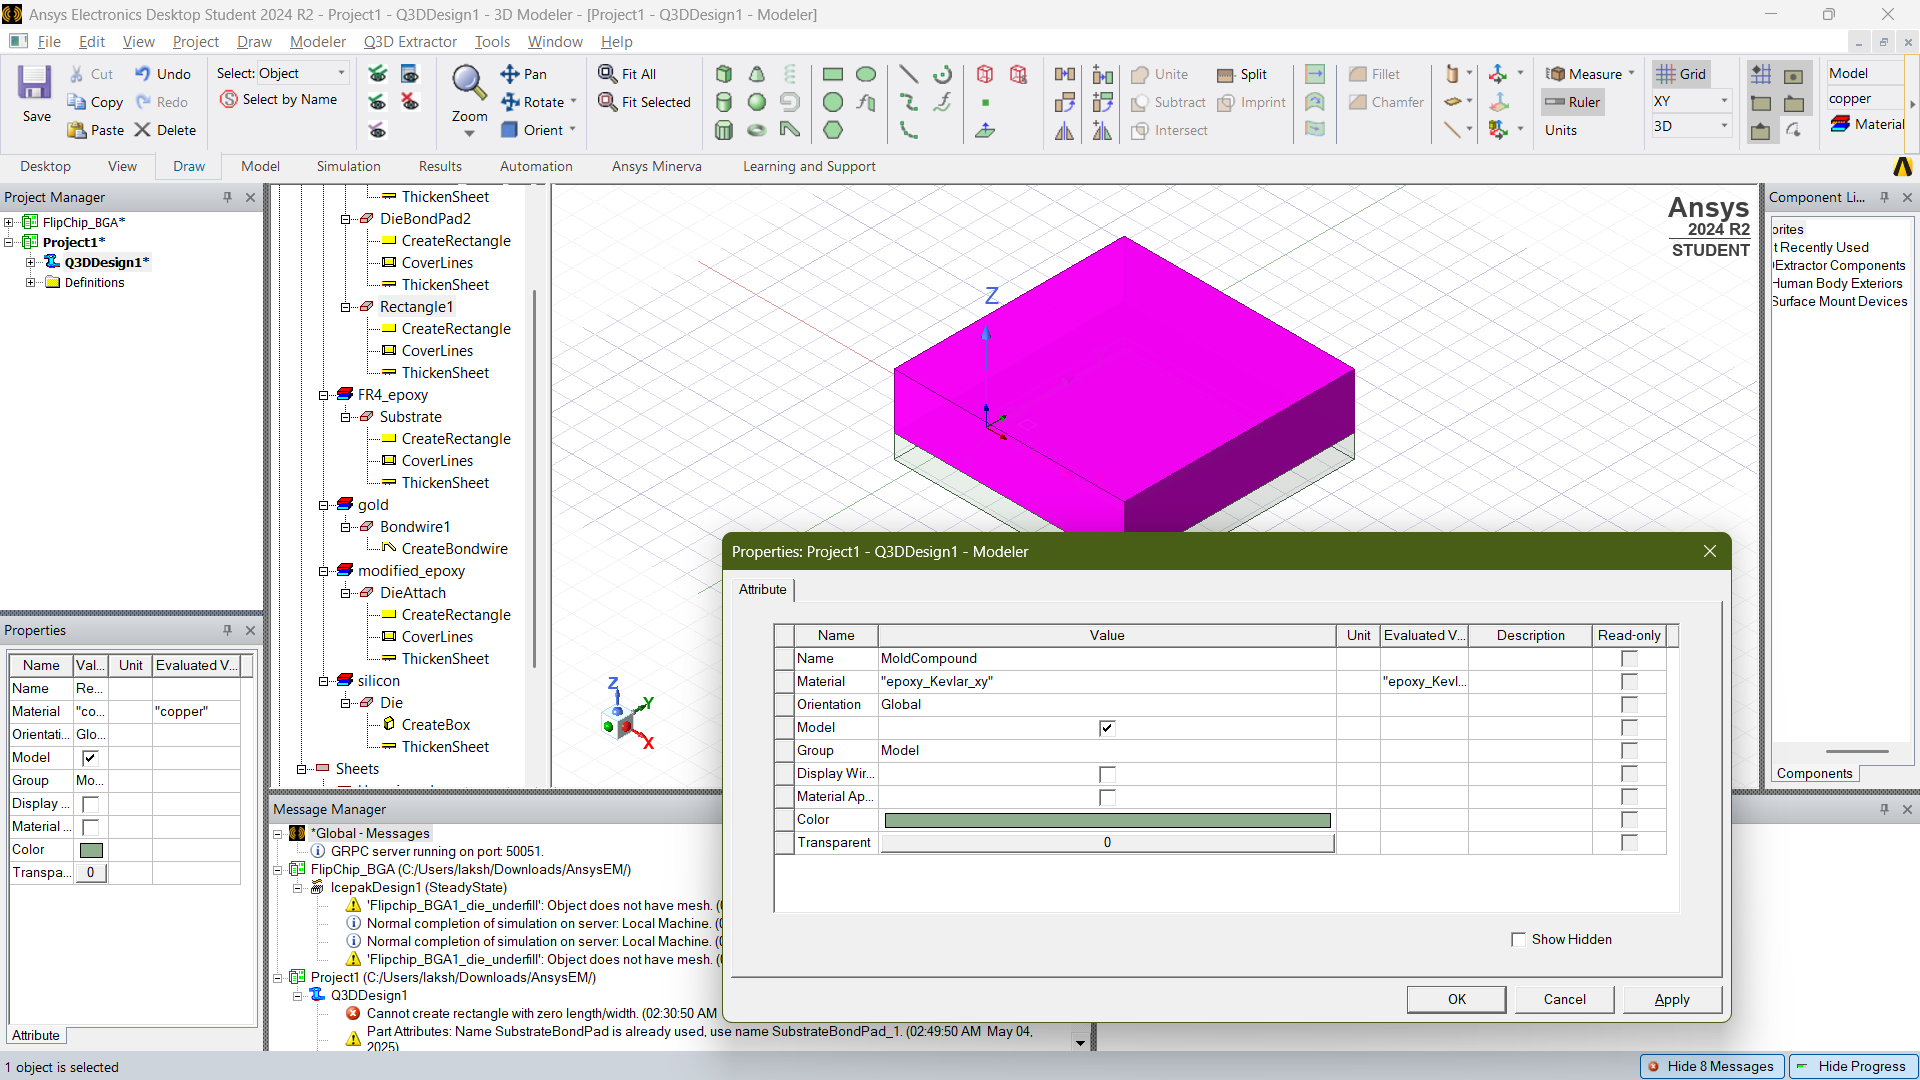 Ansys Electronics Desktop Student 2024 R2 - Project1 - Q3DDesign1 - 3D Modeler - [Project1 - Q3DDesign1 - Modeler]
File Edit View Project Draw Modeler Q3D Extractor Tools Window Help
Save
Cut
Copy
Paste
Undo
Redo
Delete
Select: Object
Select by Name
Zoom
Pan
Rotate
Orient
Fit All
Fit Selected
Unite
Subtract
Intersect
Split
Imprint
Fillet
Chamfer
Measure
Ruler
Units
Grid
XY
3D
Model
copper
Material
Desktop View Draw Model Simulation Results Automation Ansys Minerva Learning and Support
Project Manager
FlipChip_BGA*
Project1*
Q3DDesign1*
Definitions
ThickenSheet
DieBondPad2
CreateRectangle
CoverLines
ThickenSheet
Rectangle1
CreateRectangle
CoverLines
ThickenSheet
FR4_epoxy
Substrate
CreateRectangle
CoverLines
ThickenSheet
gold
Bondwire1
CreateBondwire
modified_epoxy
DieAttach
CreateRectangle
CoverLines
ThickenSheet
silicon
Die
CreateBox
ThickenSheet
Sheets
Z
Z
Y
X
Ansys
2024 R2
STUDENT
Component Li...
orites
t Recently Used
Extractor Components
Human Body Exteriors
Surface Mount Devices
Components
Properties
Name Val... Unit Evaluated V...
Name Re...
Material "co... "copper"
Orientati... Glo...
Model
Group Mo...
Display ...
Material ...
Color
Transpa... 0
Attribute
Message Manager
*Global - Messages
GRPC server running on port: 50051.
FlipChip_BGA (C:/Users/laksh/Downloads/AnsysEM/)
IcepakDesign1 (SteadyState)
'Flipchip_BGA1_die_underfill': Object does not have mesh. (0
Normal completion of simulation on server: Local Machine. (0
Normal completion of simulation on server: Local Machine. (0
'Flipchip_BGA1_die_underfill': Object does not have mesh. (0
Project1 (C:/Users/laksh/Downloads/AnsysEM/)
Q3DDesign1
Cannot create rectangle with zero length/width. (02:30:50 AM
Part Attributes: Name SubstrateBondPad is already used, use name SubstrateBondPad_1. (02:49:50 AM May 04,
2025)
Properties: Project1 - Q3DDesign1 - Modeler
Attribute
Name Value Unit Evaluated V... Description Read-only
Name MoldCompound
Material "epoxy_Kevlar_xy" "epoxy_Kevl...
Orientation Global
Model
Group Model
Display Wir...
Material Ap...
Color
Transparent 0
Show Hidden
OK Cancel Apply
1 object is selected
Hide 8 Messages
Hide Progress